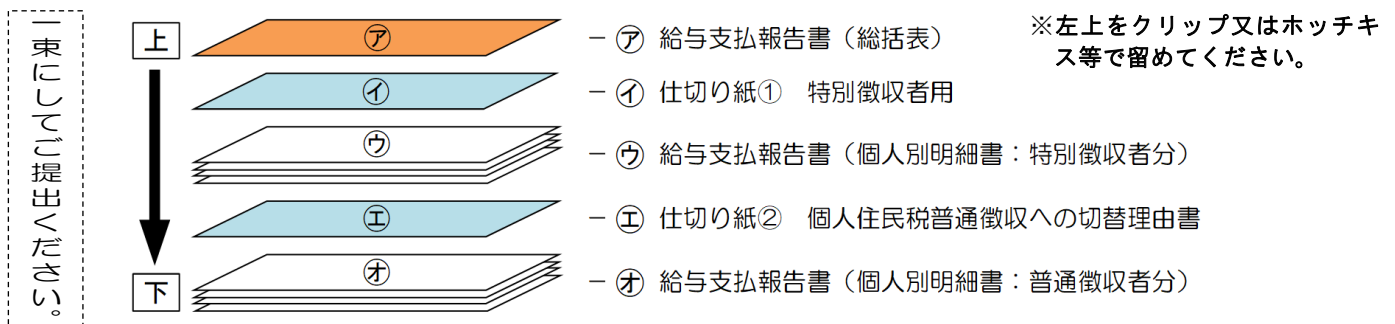 一束にしてご提出ください。
上
下
㋐
㋑
㋒
㋓
㋔
－㋐ 給与支払報告書（総括表）
－㋑ 仕切り紙① 特別徴収者用
－㋒ 給与支払報告書（個人別明細書：特別徴収者分）
－㋓ 仕切り紙② 個人住民税普通徴収への切替理由書
－㋔ 給与支払報告書（個人別明細書：普通徴収者分）
※左上をクリップ又はホッチキ
ス等で留めてください。